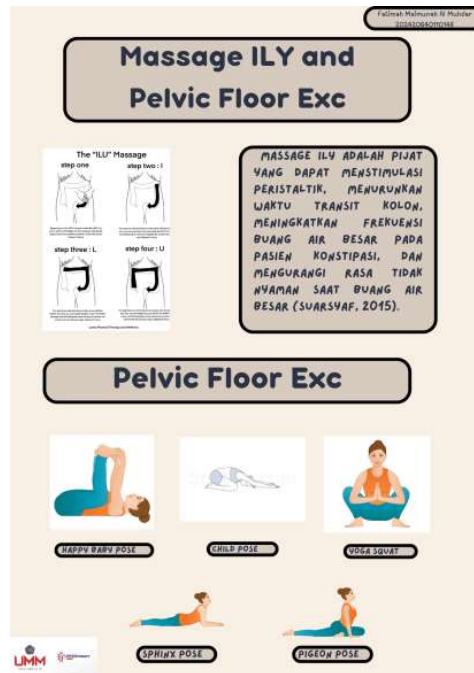 Fatimah Maimunah Al Muhdar
Massage ILY and
Pelvic Floor Exc
The "ILU" Massage
step one
step two : I
step three : L
step four : U
MASSAGE ILY ADALAH PIJAT
YANG DAPAT MENSTIMULASI
PERISTALTIK, MENURUNKAN
WAKTU TRANSIT KOLON,
MENINGKATKAN FREKUENSI
BUANG AIR BESAR PADA
PASIEN KONSTIPASI, DAN
MENGURANGI RASA TIDAK
NYAMAN SAAT BUANG AIR
BESAR (SUARSYAF, 2015).
Pelvic Floor Exc
HAPPY BABY POSE
CHILD POSE
YOGA SQUAT
SPHINX POSE
PIGEON POSE
UMM